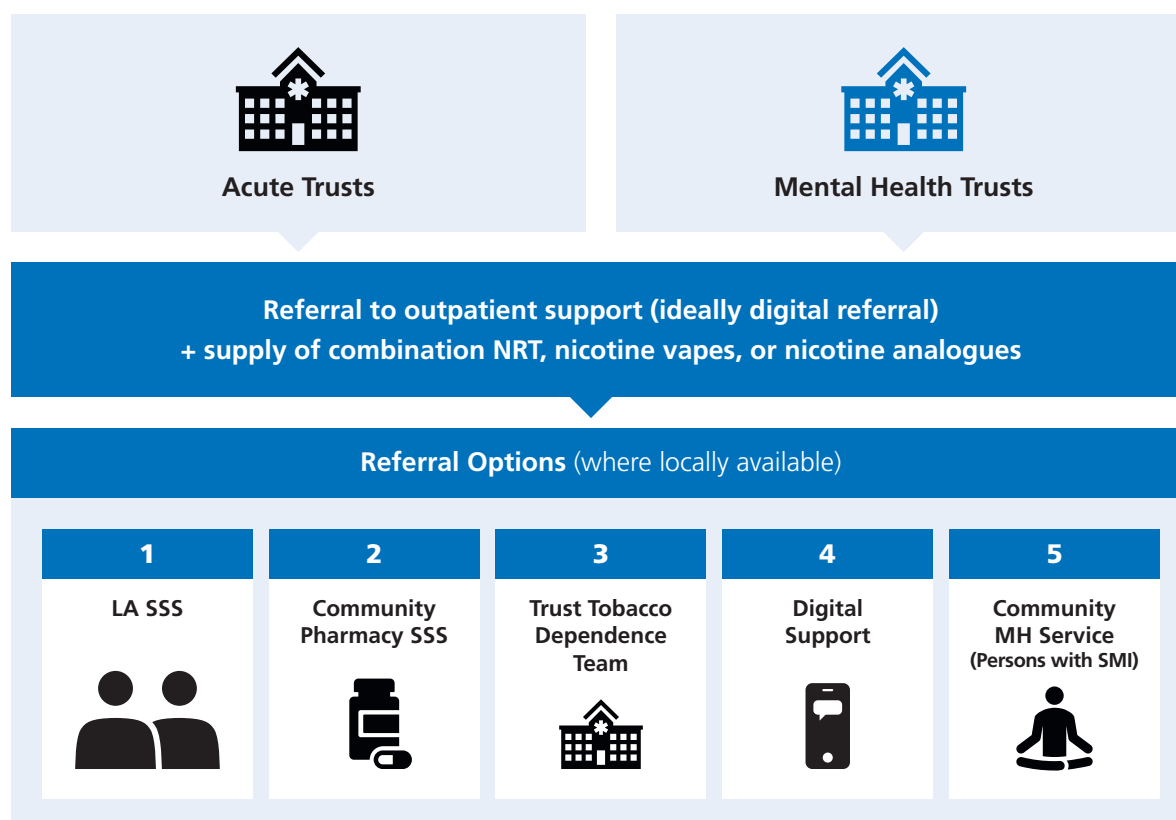 Acute Trusts
Mental Health Trusts
Referral to outpatient support (ideally digital referral)
+ supply of combination NRT, nicotine vapes, or nicotine analogues
Referral Options (where locally available)
1
LA SSS
2
Community
Pharmacy SSS
3
Trust Tobacco
Dependence
Team
4
Digital
Support
5
Community
MH Service
(Persons with SMI)